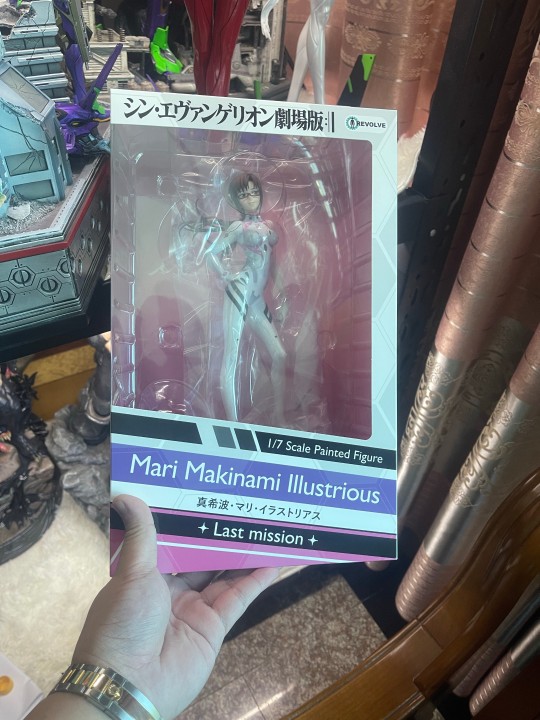 シン・エヴァンゲリオン劇場版:||
REVOLVE
1/7 Scale Painted Figure
Mari Makinami Illustrious
真希波・マリ・イラストリアス
Last mission